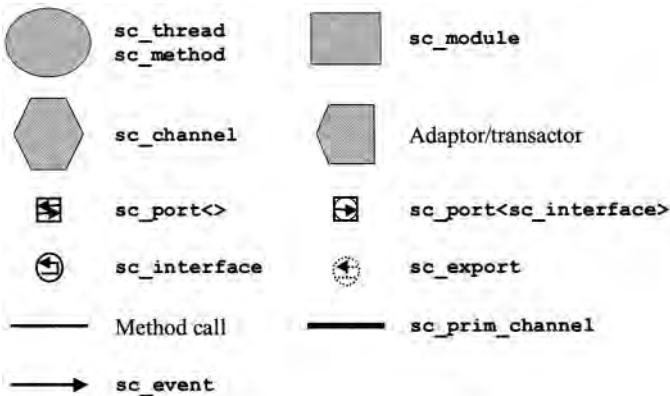 sc_thread
sc_method
sc_module
sc_channel
Adaptor/transactor
sc_port<>
sc_port<sc_interface>
sc_interface
sc_export
Method call
sc_prim_channel
sc_event